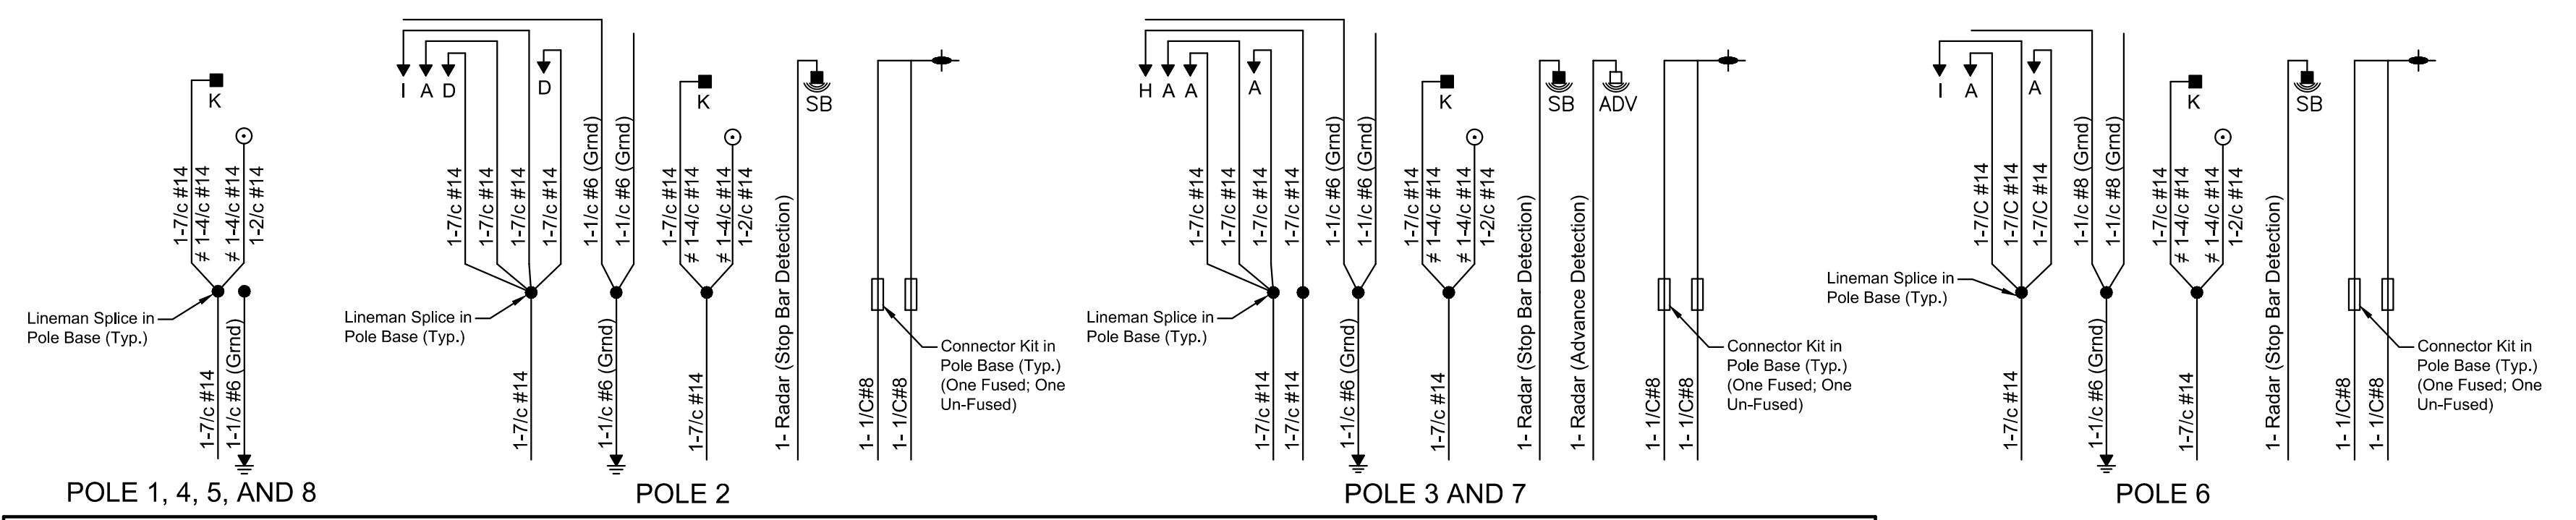 K
1-7/c #14
≠ 1-4/c #14
≠ 1-4/c #14
1-2/c #14
Lineman Splice in
Pole Base (Typ.)
1-7/c #14
1-1/c #6 (Grnd)
POLE 1, 4, 5, AND 8
I A D
D
1-7/c #14
1-7/c #14
1-7/c #14
1-7/c #14
1-1/c #6 (Grnd)
1-1/c #6 (Grnd)
K
1-7/c #14
≠ 1-4/c #14
≠ 1-4/c #14
1-2/c #14
SB
1- Radar (Stop Bar Detection)
Lineman Splice in
Pole Base (Typ.)
1-7/c #14
1-1/c #6 (Grnd)
1-7/c #14
1- 1/C#8
1- 1/C#8
Connector Kit in
Pole Base (Typ.)
(One Fused; One
Un-Fused)
POLE 2
H A A
A
1-7/c #14
1-7/c #14
1-7/c #14
1-7/c #14
1-1/c #6 (Grnd)
1-1/c #6 (Grnd)
K
1-7/c #14
≠ 1-4/c #14
≠ 1-4/c #14
1-2/c #14
SB
ADV
1- Radar (Stop Bar Detection)
1- Radar (Advance Detection)
Lineman Splice in
Pole Base (Typ.)
1-7/c #14
1-7/c #14
1-1/c #6 (Grnd)
1-7/c #14
1- 1/C#8
1- 1/C#8
Connector Kit in
Pole Base (Typ.)
(One Fused; One
Un-Fused)
POLE 3 AND 7
I A
A
1-7/C #14
1-7/C #14
1-7/C #14
1-1/c #8 (Grnd)
1-1/c #8 (Grnd)
K
1-7/c #14
≠ 1-4/c #14
≠ 1-4/c #14
1-2/c #14
SB
1- Radar (Stop Bar Detection)
Lineman Splice in
Pole Base (Typ.)
1-7/c #14
1-1/c #6 (Grnd)
1-7/c #14
1- 1/C#8
1- 1/C#8
Connector Kit in
Pole Base (Typ.)
(One Fused; One
Un-Fused)
POLE 6